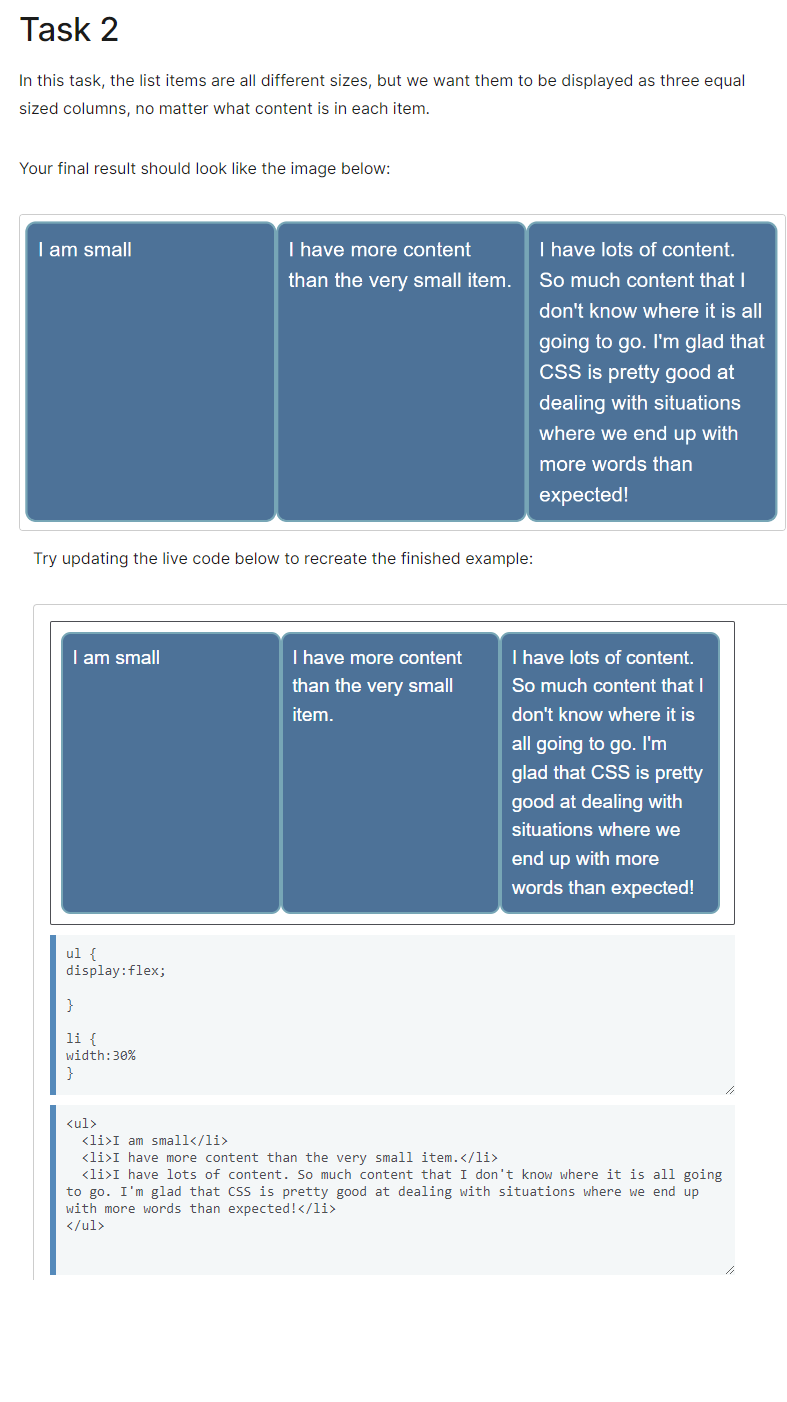 Task 2
In this task, the list items are all different sizes, but we want them to be displayed as three equal
sized columns, no matter what content is in each item.
Your final result should look like the image below:
I am small
I have more content
than the very small item.
I have lots of content.
So much content that I
don't know where it is all
going to go. I'm glad that
CSS is pretty good at
dealing with situations
where we end up with
more words than
expected!
Try updating the live code below to recreate the finished example:
I am small
I have more content
than the very small
item.
I have lots of content.
So much content that I
don't know where it is
all going to go. I'm
glad that CSS is pretty
good at dealing with
situations where we
end up with more
words than expected!
ul {
display:flex;
}
li {
width:30%
}
<ul>
  <li>I am small</li>
  <li>I have more content than the very small item.</li>
  <li>I have lots of content. So much content that I don't know where it is all going
to go. I'm glad that CSS is pretty good at dealing with situations where we end up
with more words than expected!</li>
</ul>